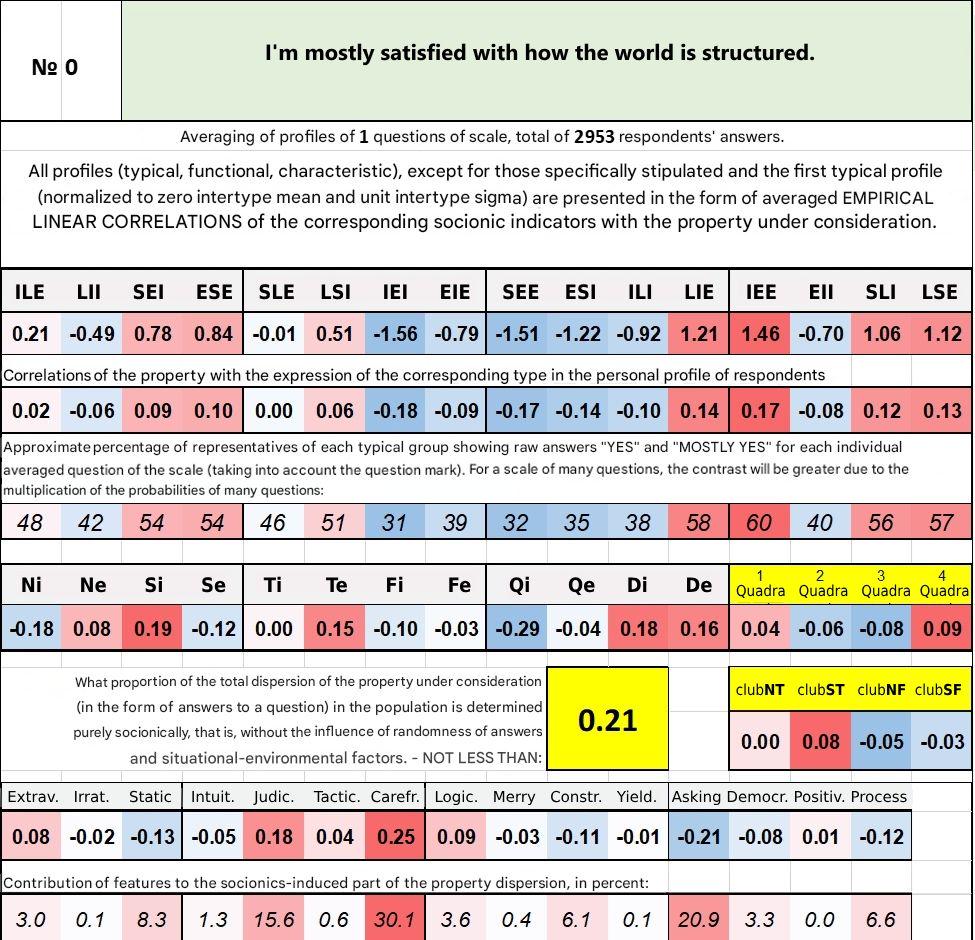 № 0
I'm mostly satisfied with how the world is structured.
Averaging of profiles of 1 questions of scale, total of 2953 respondents' answers.
All profiles (typical, functional, characteristic), except for those specifically stipulated and the first typical profile
(normalized to zero intertype mean and unit intertype sigma) are presented in the form of averaged EMPIRICAL
LINEAR CORRELATIONS of the corresponding socionic indicators with the property under consideration.
ILE LII SEI ESE SLE LSI IEI EIE SEE ESI ILI LIE IEE EII SLI LSE
0.21 -0.49 0.78 0.84 -0.01 0.51 -1.56 -0.79 -1.51 -1.22 -0.92 1.21 1.46 -0.70 1.06 1.12
Correlations of the property with the expression of the corresponding type in the personal profile of respondents
0.02 -0.06 0.09 0.10 0.00 0.06 -0.18 -0.09 -0.17 -0.14 -0.10 0.14 0.17 -0.08 0.12 0.13
Approximate percentage of representatives of each typical group showing raw answers "YES" and "MOSTLY YES" for each individual
averaged question of the scale (taking into account the question mark). For a scale of many questions, the contrast will be greater due to the
multiplication of the probabilities of many questions:
48 42 54 54 46 51 31 39 32 35 38 58 60 40 56 57
Ni Ne Si Se Ti Te Fi Fe Qi Qe Di De 1 Quadra 2 Quadra 3 Quadra 4 Quadra
-0.18 0.08 0.19 -0.12 0.00 0.15 -0.10 -0.03 -0.29 -0.04 0.18 0.16 0.04 -0.06 -0.08 0.09
What proportion of the total dispersion of the property under consideration
(in the form of answers to a question) in the population is determined
purely socionically, that is, without the influence of randomness of answers
and situational-environmental factors. - NOT LESS THAN:
0.21
clubNT clubST clubNF clubSF
0.00 0.08 -0.05 -0.03
Extrav. Irrat. Static Intuit. Judic. Tactic. Carefr. Logic. Merry Constr. Yield. Asking Democr. Positiv. Process
0.08 -0.02 -0.13 -0.05 0.18 0.04 0.25 0.09 -0.03 -0.11 -0.01 -0.21 -0.08 0.01 -0.12
Contribution of features to the socionics-induced part of the property dispersion, in percent:
3.0 0.1 8.3 1.3 15.6 0.6 30.1 3.6 0.4 6.1 0.1 20.9 3.3 0.0 6.6